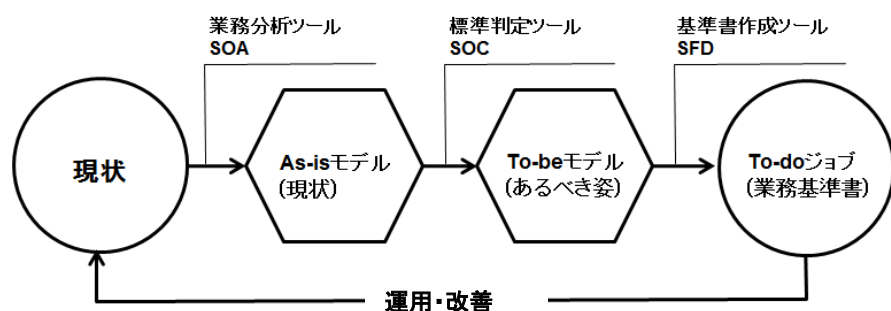 業務分析ツール
SOA
標準判定ツール
SOC
基準書作成ツール
SFD
現状
As-isモデル
(現状)
To-beモデル
(あるべき姿)
To-doジョブ
(業務基準書)
運用・改善